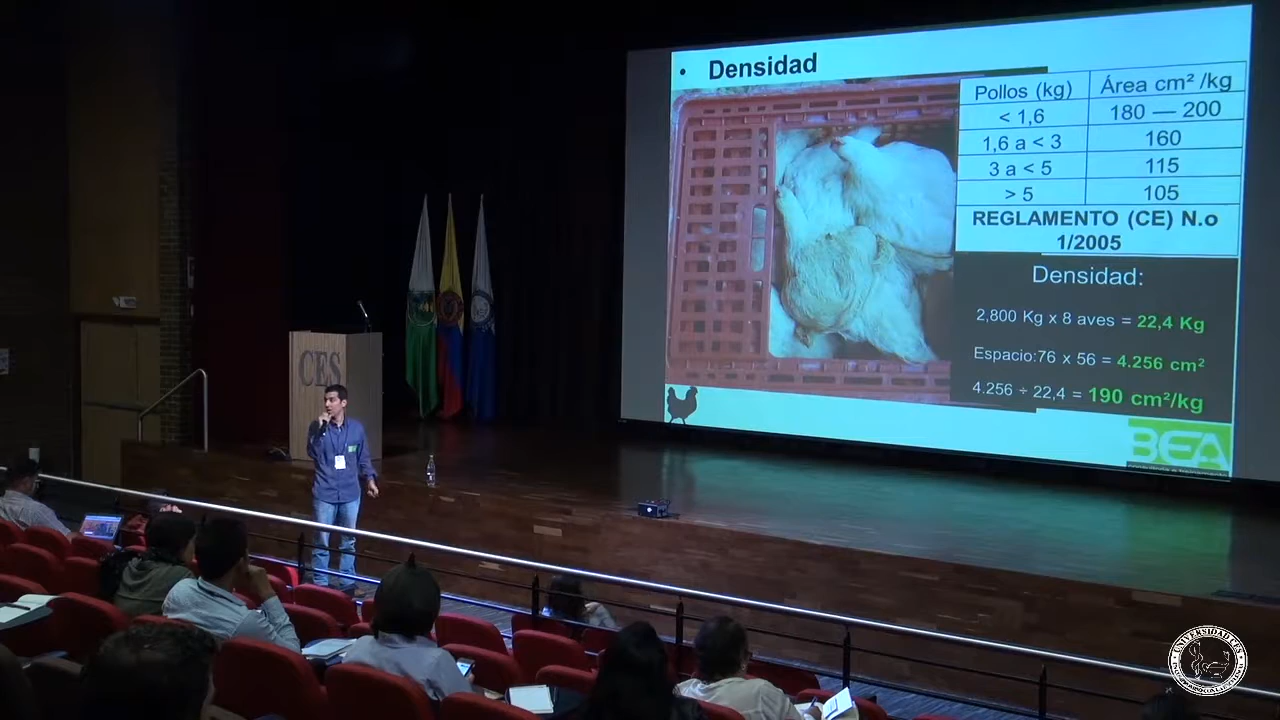 • Densidad
Pollos (kg) Área cm² /kg
< 1,6 180 — 200
1,6 a < 3 160
3 a < 5 115
> 5 105
REGLAMENTO (CE) N.o
1/2005
Densidad:
2,800 Kg x 8 aves = 22,4 Kg
Espacio:76 x 56 = 4.256 cm²
4.256 ÷ 22,4 = 190 cm²/kg
BEA
CES
UNIVERSIDAD CES